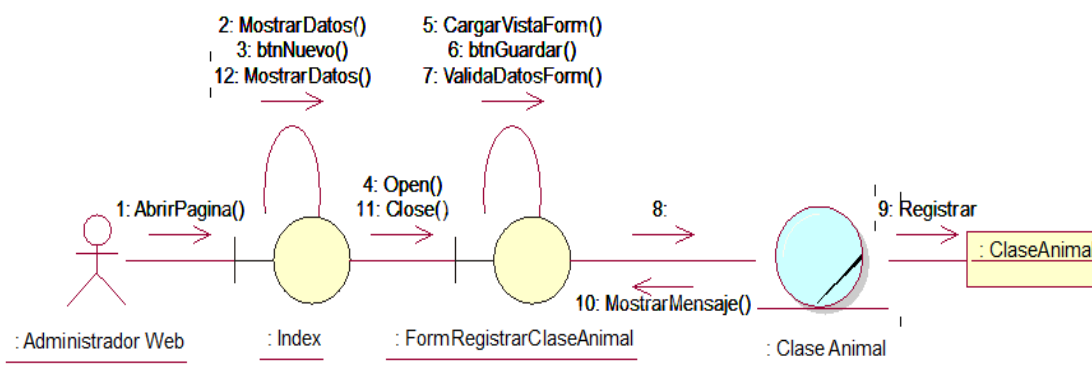 2: MostrarDatos()
3: btnNuevo()
12: MostrarDatos()
5: CargarVistaForm()
6: btnGuardar()
7: ValidaDatosForm()
1: AbrirPagina()
4: Open()
11: Close()
8:
9: Registrar
10: MostrarMensaje()
: ClaseAnimal
: Administrador Web
: Index
: FormRegistrarClaseAnimal
: Clase Animal